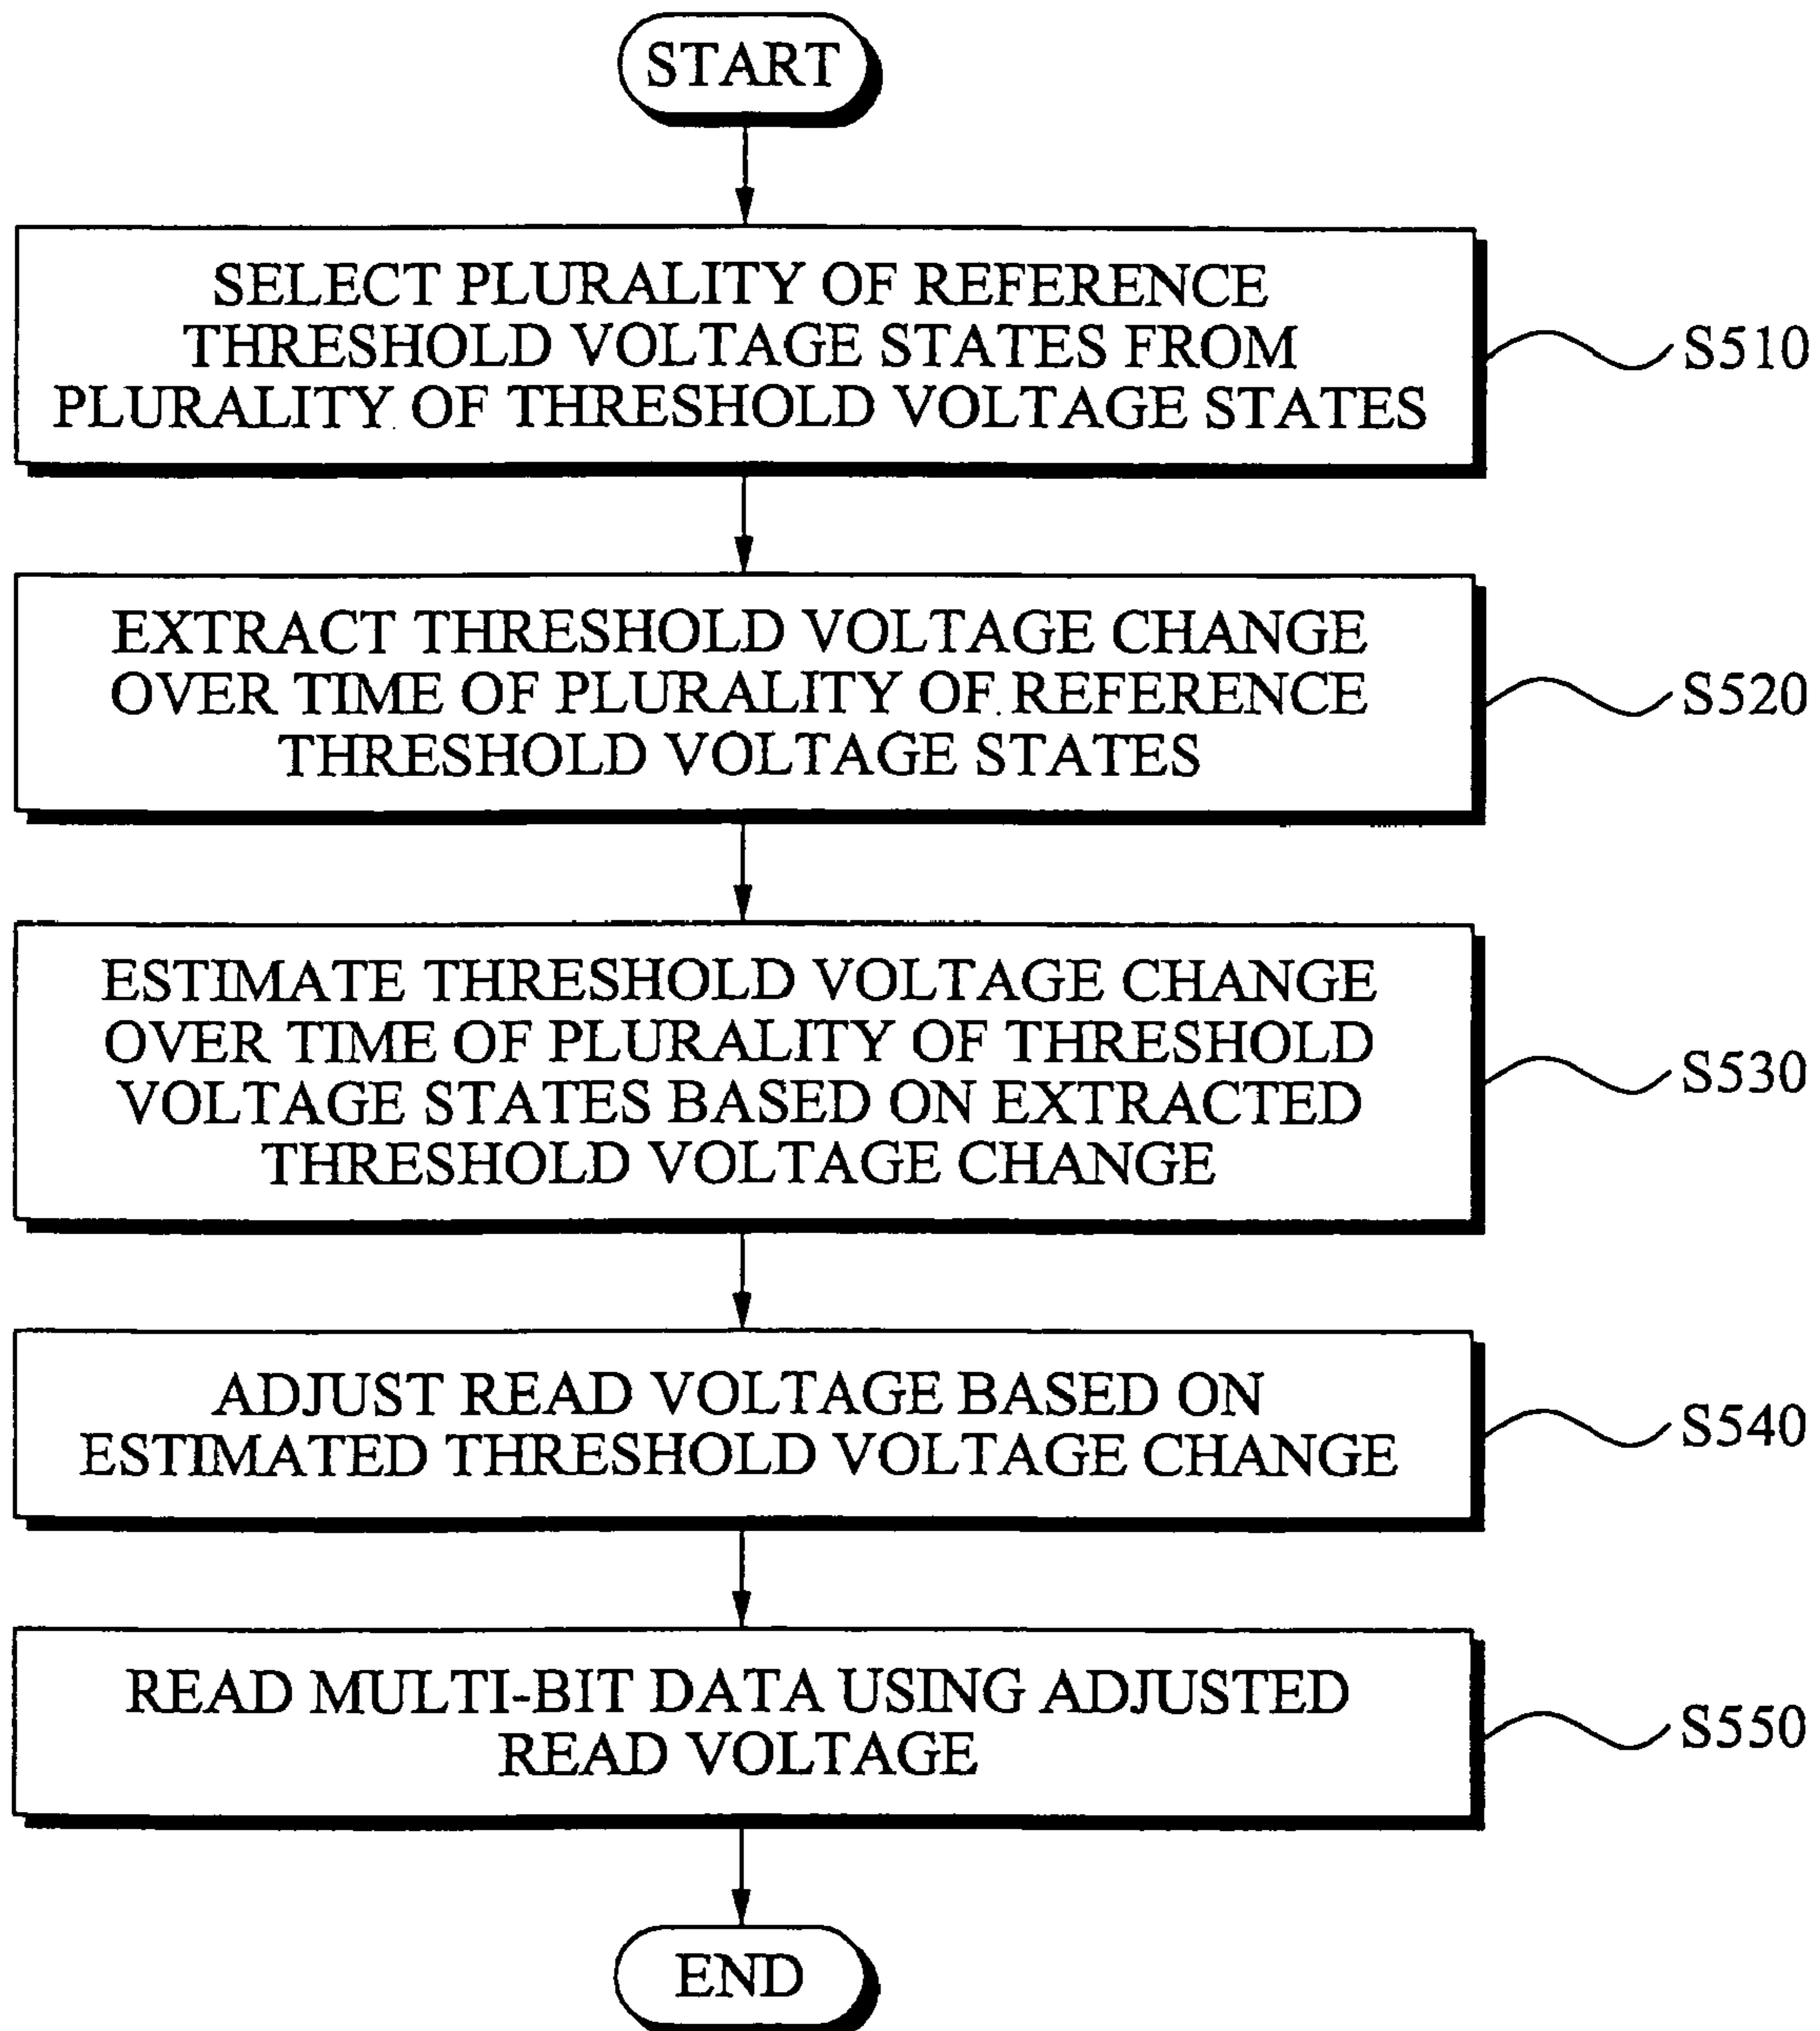 START
SELECT PLURALITY OF REFERENCE
THRESHOLD VOLTAGE STATES FROM
PLURALITY OF THRESHOLD VOLTAGE STATES
S510
EXTRACT THRESHOLD VOLTAGE CHANGE
OVER TIME OF PLURALITY OF REFERENCE
THRESHOLD VOLTAGE STATES
S520
ESTIMATE THRESHOLD VOLTAGE CHANGE
OVER TIME OF PLURALITY OF THRESHOLD
VOLTAGE STATES BASED ON EXTRACTED
THRESHOLD VOLTAGE CHANGE
S530
ADJUST READ VOLTAGE BASED ON
ESTIMATED THRESHOLD VOLTAGE CHANGE
S540
READ MULTI-BIT DATA USING ADJUSTED
READ VOLTAGE
S550
END